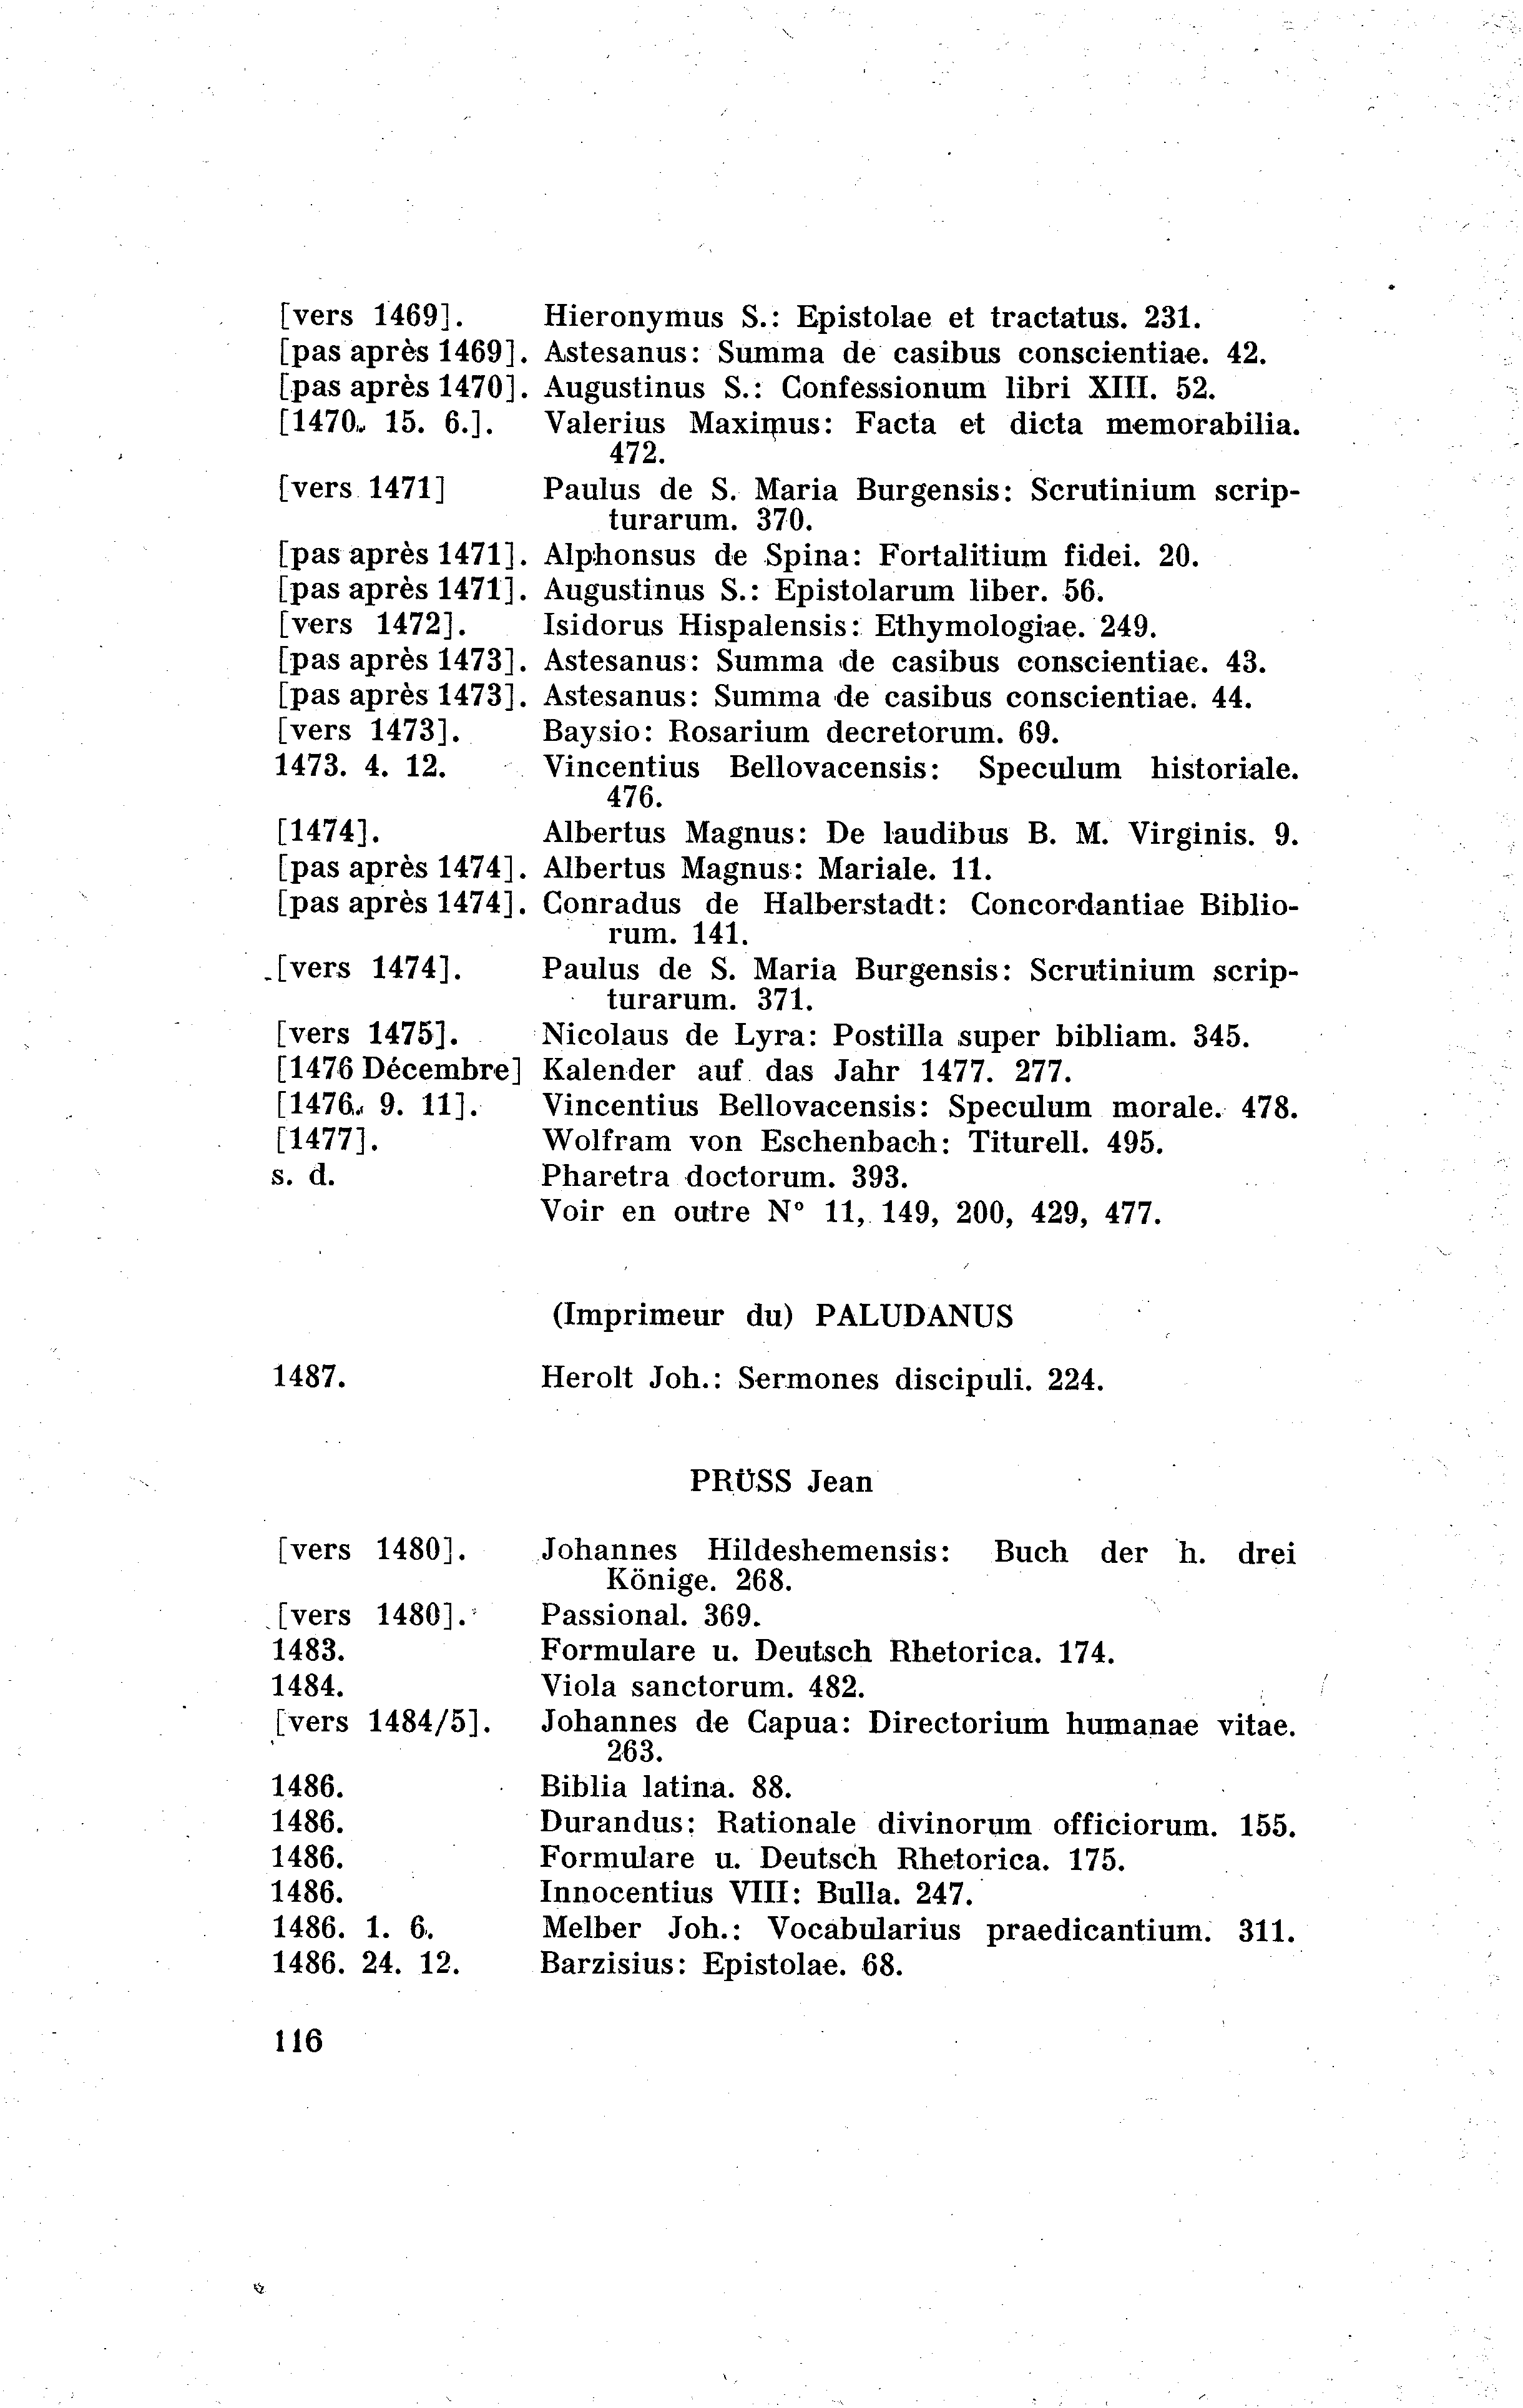 [vers 1469]. Hieronymus S.: Epistolae et tractatus. 231.
[pas après 1469]. Astesanus: Summa de casibus conscientiae. 42.
[pas après 1470]. Augustinus S.: Confessionum libri XIII. 52.
[1470. 15. 6.]. Valerius Maximus: Facta et dicta memorabilia.
472.
[vers 1471] Paulus de S. Maria Burgensis: Scrutinium scrip-
turarum. 370.
[pas après 1471]. Alphonsus de Spina: Fortalitium fidei. 20.
[pas après 1471]. Augustinus S.: Epistolarum liber. 56.
[vers 1472]. Isidorus Hispalensis: Ethymologiae. 249.
[pas après 1473]. Astesanus: Summa de casibus conscientiae. 43.
[pas après 1473]. Astesanus: Summa de casibus conscientiae. 44.
[vers 1473]. Baysio: Rosarium decretorum. 69.
1473. 4. 12. Vincentius Bellovacensis: Speculum historiale.
476.
[1474]. Albertus Magnus: De laudibus B. M. Virginis. 9.
[pas après 1474]. Albertus Magnus: Mariale. 11.
[pas après 1474]. Conradus de Halberstadt: Concordantiae Biblio-
rum. 141.
[vers 1474]. Paulus de S. Maria Burgensis: Scrutinium scrip-
turarum. 371.
[vers 1475]. Nicolaus de Lyra: Postilla super bibliam. 345.
[1476 Décembre] Kalender auf das Jahr 1477. 277.
[1476. 9. 11]. Vincentius Bellovacensis: Speculum morale. 478.
[1477]. Wolfram von Eschenbach: Titurell. 495.
s. d. Pharetra doctorum. 393.
Voir en outre N° 11, 149, 200, 429, 477.
(Imprimeur du) PALUDANUS
1487. Herolt Joh.: Sermones discipuli. 224.
PRÜSS Jean
[vers 1480]. Johannes Hildeshemensis: Buch der h. drei
Könige. 268.
[vers 1480]. Passional. 369.
1483. Formulare u. Deutsch Rhetorica. 174.
1484. Viola sanctorum. 482.
[vers 1484/5]. Johannes de Capua: Directorium humanae vitae.
263.
1486. Biblia latina. 88.
1486. Durandus: Rationale divinorum officiorum. 155.
1486. Formulare u. Deutsch Rhetorica. 175.
1486. Innocentius VIII: Bulla. 247.
1486. 1. 6. Melber Joh.: Vocabularius praedicantium. 311.
1486. 24. 12. Barzisius: Epistolae. 68.
116